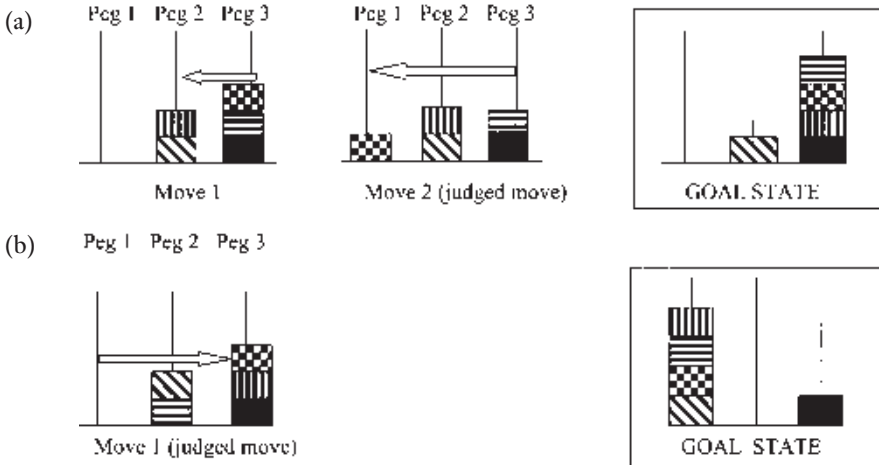 (a)
Peg 1 Peg 2 Peg 3
Peg 1 Peg 2 Peg 3
Move 1
Move 2 (judged move)
GOAL STATE
(b)
Peg 1 Peg 2 Peg 3
Move 1 (judged move)
GOAL STATE